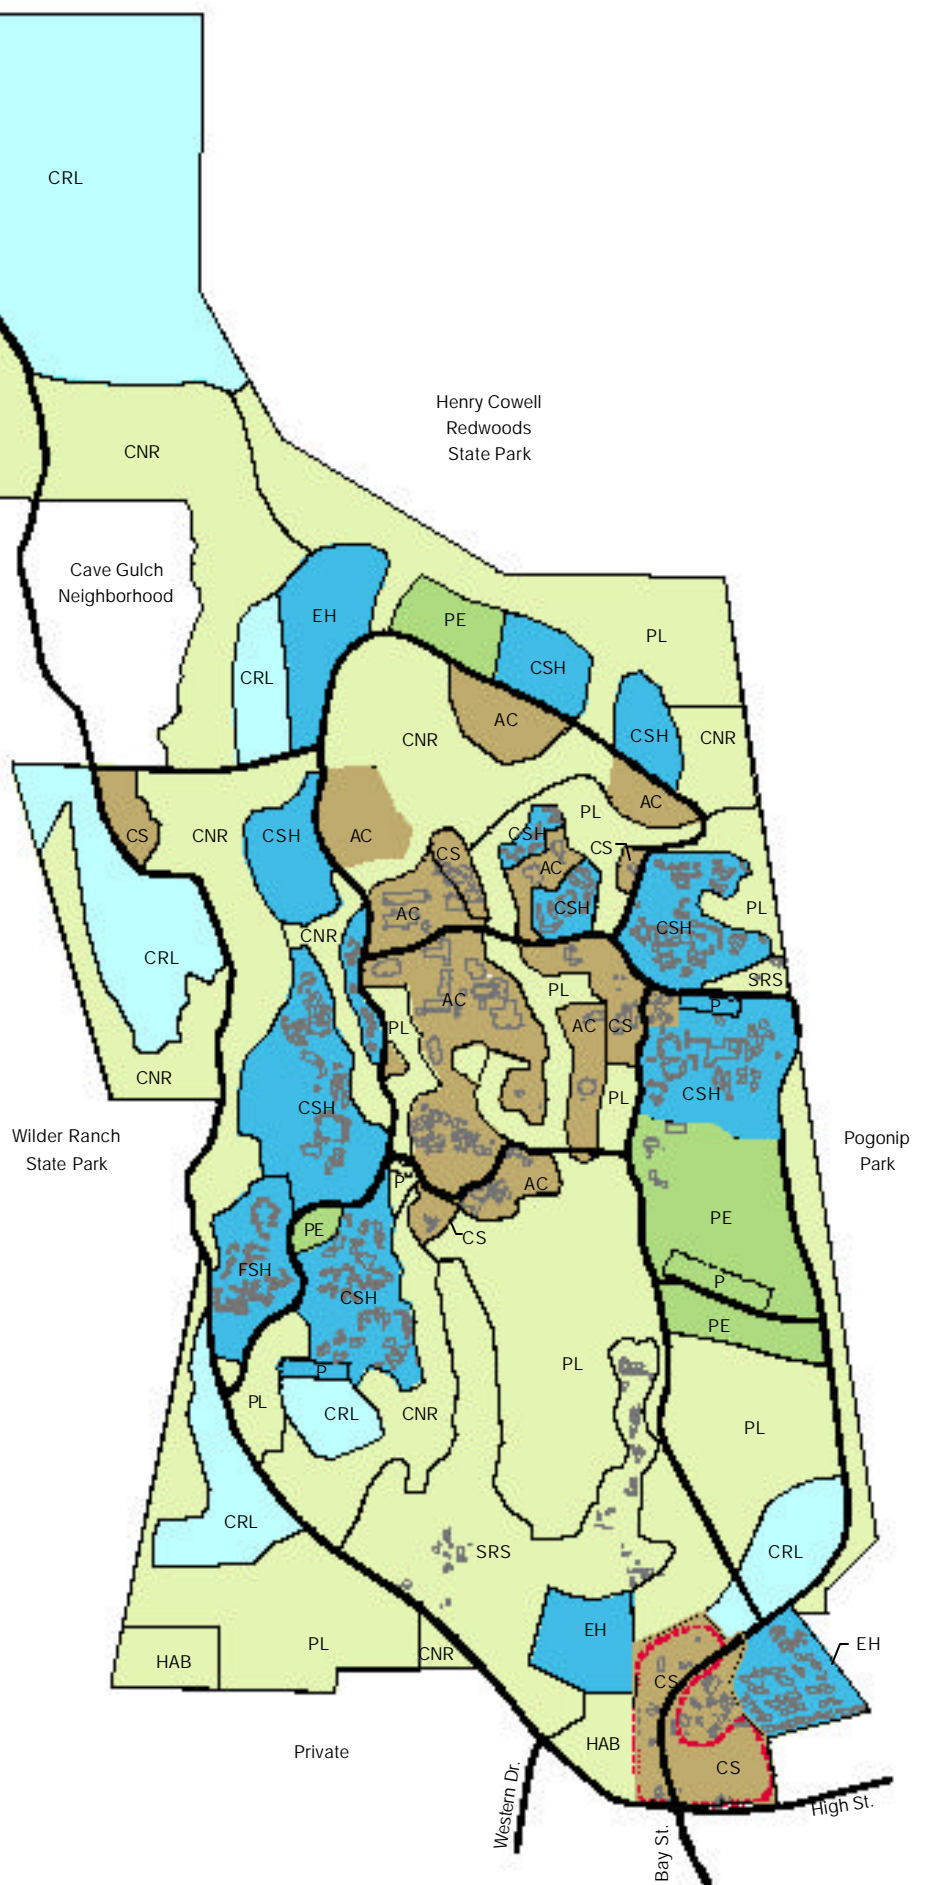 CRL
Henry Cowell
Redwoods
State Park
CNR
Cave Gulch
Neighborhood
EH
PE
PL
CSH
CRL
AC
CSH
CNR
CNR
AC
PL
CSH
CS
CNR
CSH
AC
CS
CS
AC
AC
CSH
PL
AC
CSH
CNR
CRL
SRS
PL
AC
P
PL
AC
CS
CNR
CSH
PL
CSH
Wilder Ranch
State Park
Pogonip
Park
P
AC
PE
PE
CS
FSH
P
CSH
PE
PL
P
PL
CRL
CNR
PL
CRL
SRS
CRL
EH
EH
PL
CNR
HAB
CS
HAB
Private
CS
Western Dr.
High St.
Bay St.